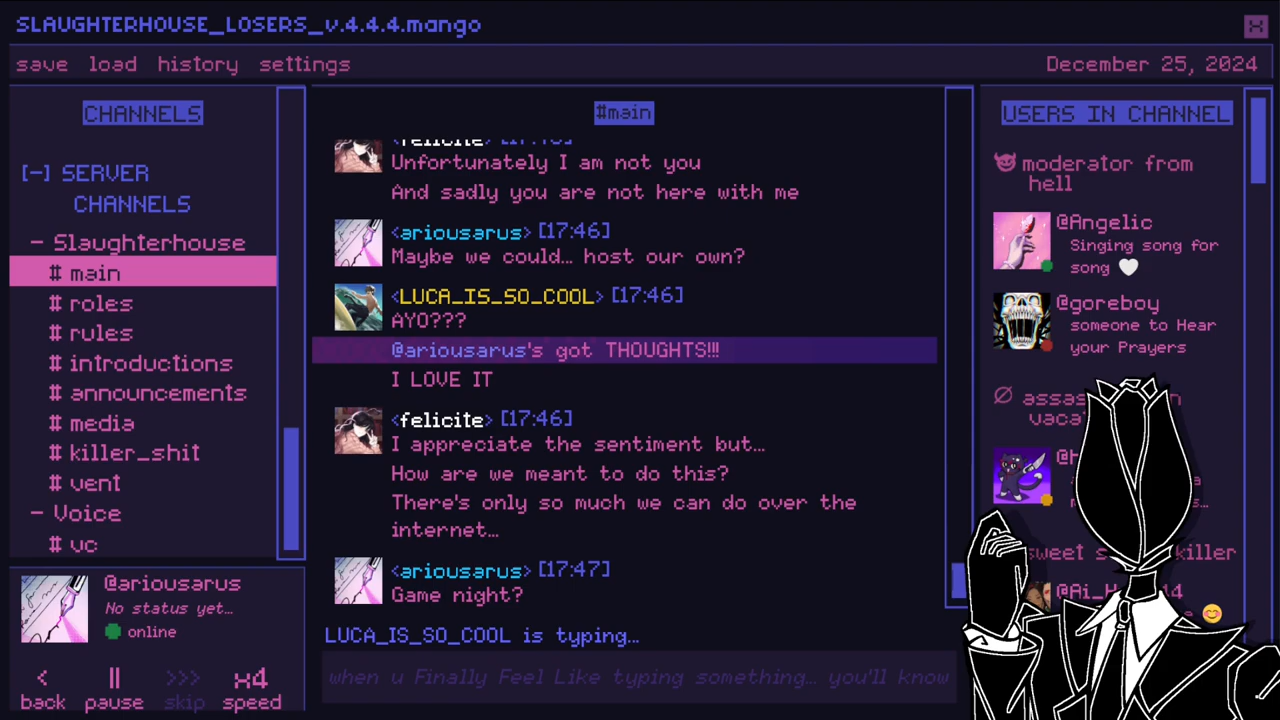 SLAUGHTERHOUSE_LOSERS_v.4.4.4.mango
X
save load history settings
December 25, 2024
CHANNELS
[-] SERVER
CHANNELS
- Slaughterhouse
# main
# roles
# rules
# introductions
# announcements
# media
# killer_shit
# vent
- Voice
# vc
@ariousarus
No status yet...
online
< || >>> x4
back pause skip speed
#main
<felicite>
Unfortunately I am not you
And sadly you are not here with me
<ariousarus> [17:46]
Maybe we could... host our own?
<LUCA_IS_SO_COOL> [17:46]
AYO???
@ariousarus's got THOUGHTS!!!
I LOVE IT
<felicite> [17:46]
I appreciate the sentiment but...
How are we meant to do this?
There's only so much we can do over the
internet...
<ariousarus> [17:47]
Game night?
LUCA_IS_SO_COOL is typing...
when u Finally Feel Like typing something... you'll know
USERS IN CHANNEL
moderator from
hell
@Angelic
Singing song for
song 🤍
@goreboy
someone to Hear
your Prayers
sweet killer